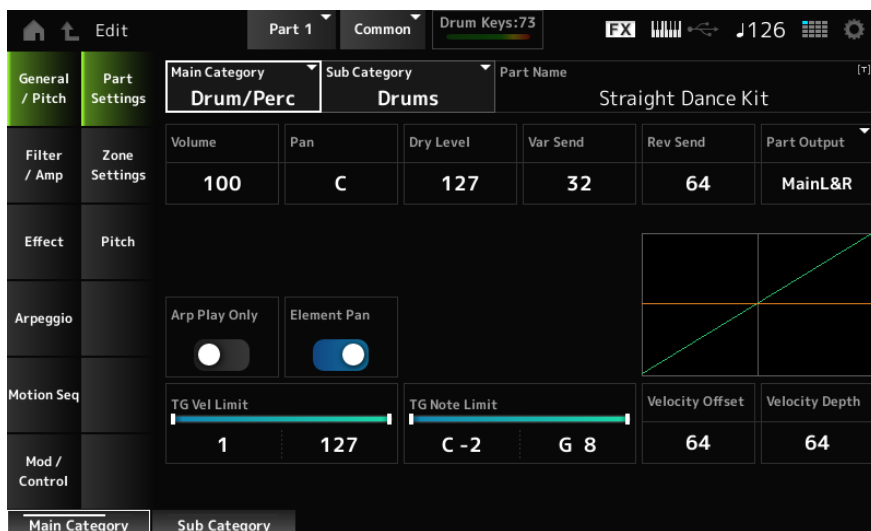 Edit
Part 1
Common
Drum Keys:73
FX
♩126
General / Pitch
Part Settings
Main Category
Drum/Perc
Sub Category
Drums
Part Name
[T]
Straight Dance Kit
Filter / Amp
Zone Settings
Volume
100
Pan
C
Dry Level
127
Var Send
32
Rev Send
64
Part Output
MainL&R
Effect
Pitch
Arpeggio
Arp Play Only
Element Pan
Motion Seq
TG Vel Limit
1
127
TG Note Limit
C -2
G 8
Velocity Offset
64
Velocity Depth
64
Mod / Control
Main Category
Sub Category